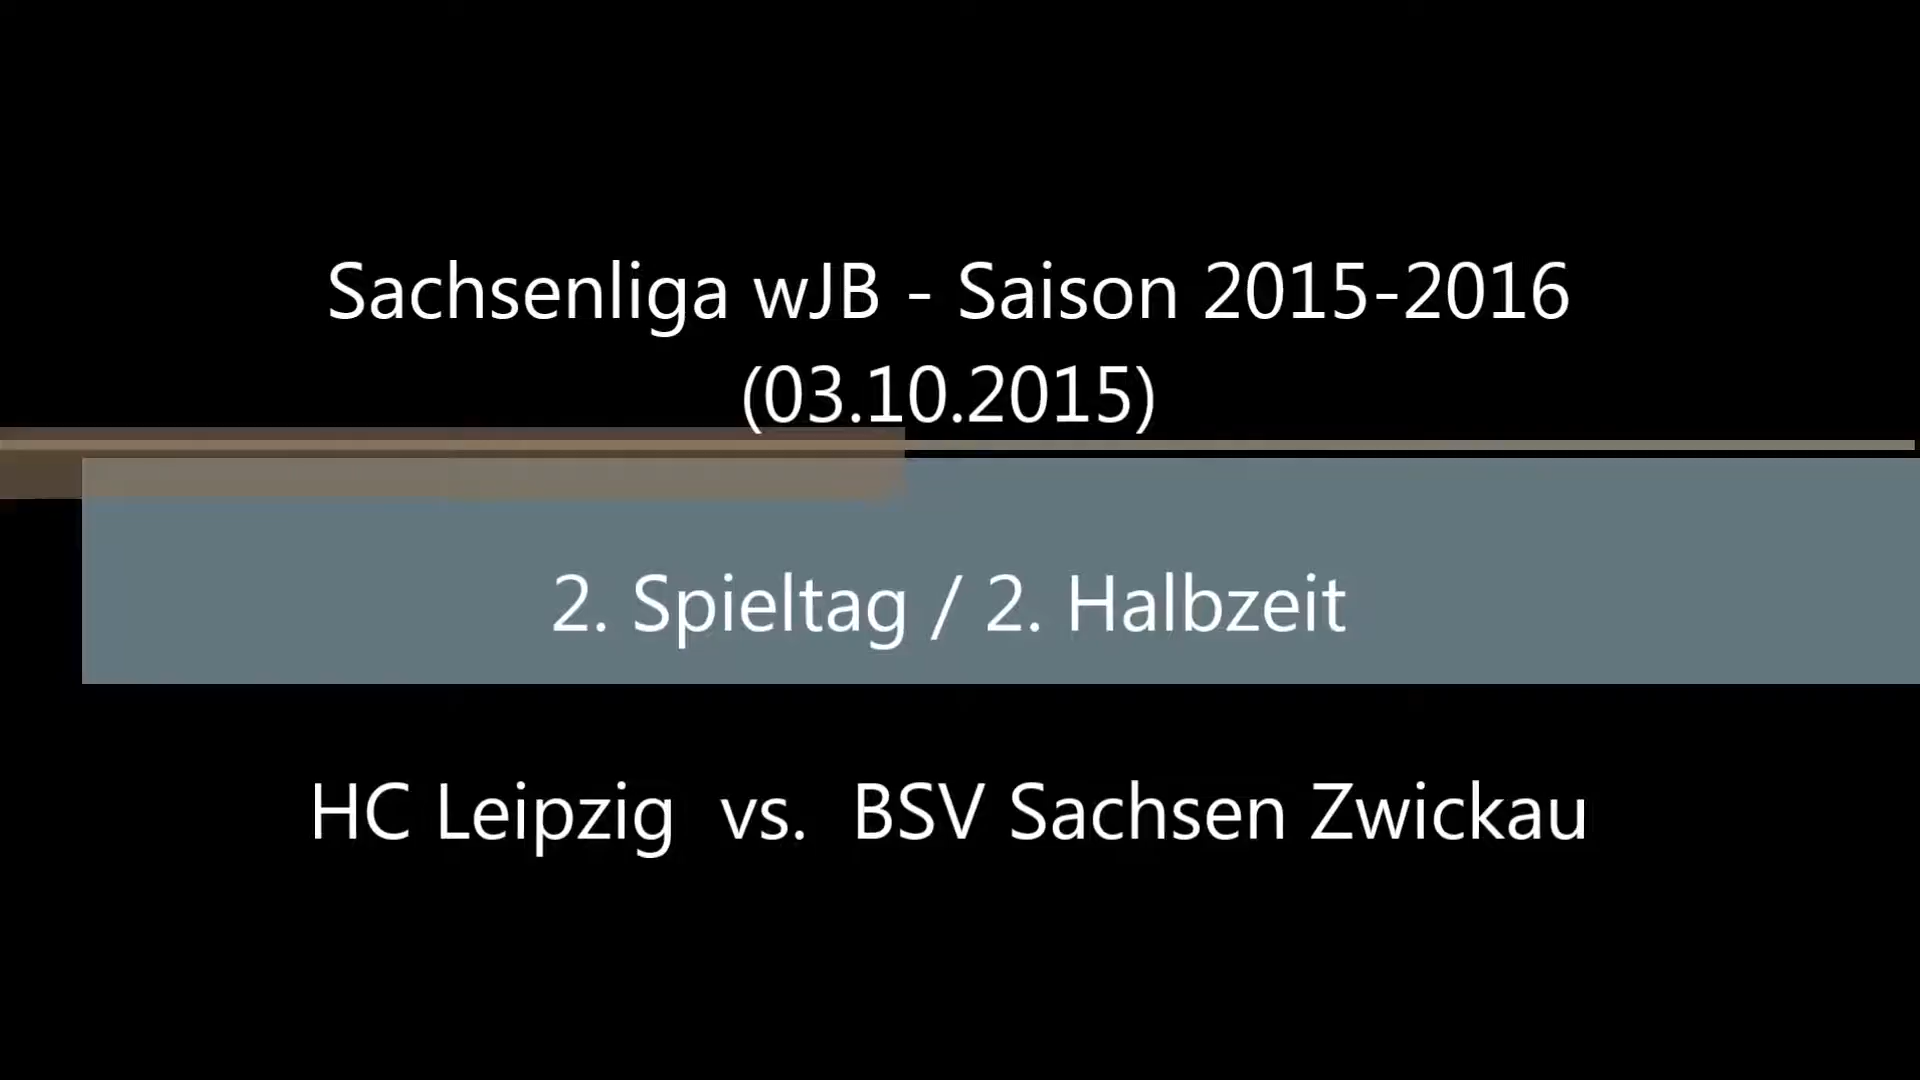 Sachsenliga wJB - Saison 2015-2016
(03.10.2015)
2. Spieltag / 2. Halbzeit
HC Leipzig vs. BSV Sachsen Zwickau